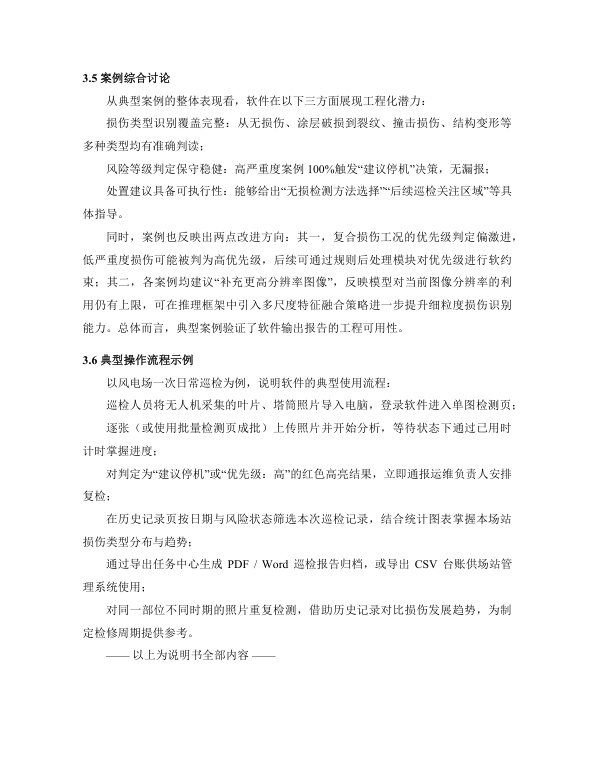 3.5 案例综合讨论
从典型案例的整体表现看，软件在以下三方面展现工程化潜力：
损伤类型识别覆盖完整：从无损伤、涂层破损到裂纹、撞击损伤、结构变形等
多种类型均有准确判读；
风险等级判定保守稳健：高严重度案例 100%触发“建议停机”决策，无漏报；
处置建议具备可执行性：能够给出“无损检测方法选择”“后续巡检关注区域”等具
体指导。
同时，案例也反映出两点改进方向：其一，复合损伤工况的优先级判定偏激进，
低严重度损伤可能被判为高优先级，后续可通过规则后处理模块对优先级进行软约
束；其二，各案例均建议“补充更高分辨率图像”，反映模型对当前图像分辨率的利
用仍有上限，可在推理框架中引入多尺度特征融合策略进一步提升细粒度损伤识别
能力。总体而言，典型案例验证了软件输出报告的工程可用性。
3.6 典型操作流程示例
以风电场一次日常巡检为例，说明软件的典型使用流程：
巡检人员将无人机采集的叶片、塔筒照片导入电脑，登录软件进入单图检测页；
逐张（或使用批量检测页成批）上传照片并开始分析，等待状态下通过已用时
计时掌握进度；
对判定为“建议停机”或“优先级：高”的红色高亮结果，立即通报运维负责人安排
复检；
在历史记录页按日期与风险状态筛选本次巡检记录，结合统计图表掌握本场站
损伤类型分布与趋势；
通过导出任务中心生成 PDF / Word 巡检报告归档，或导出 CSV 台账供场站管
理系统使用；
对同一部位不同时期的照片重复检测，借助历史记录对比损伤发展趋势，为制
定检修周期提供参考。
—— 以上为说明书全部内容 ——